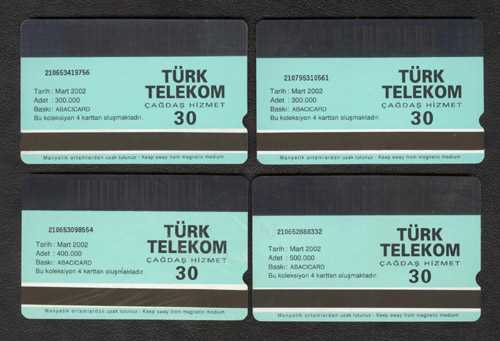 210653419756
TÜRK
TELEKOM
ÇAĞDAŞ HİZMET
30
Tarih : Mart 2002
Adet : 300.000
Baskı : ABACICARD
Bu koleksiyon 4 karttan oluşmaktadır.
Manyetik ortamlardan uzak tutunuz - Keep away from magnetic medium
210795310561
TÜRK
TELEKOM
ÇAĞDAŞ HİZMET
30
Tarih : Mart 2002
Adet : 300.000
Baskı : ABACICARD
Bu koleksiyon 4 karttan oluşmaktadır.
Manyetik ortamlardan uzak tutunuz - Keep away from magnetic medium
210653098554
TÜRK
TELEKOM
ÇAĞDAŞ HİZMET
30
Tarih : Mart 2002
Adet : 400.000
Baskı : ABACICARD
Bu koleksiyon 4 karttan oluşmaktadır.
Manyetik ortamlardan uzak tutunuz - Keep away from magnetic medium
210652688332
TÜRK
TELEKOM
ÇAĞDAŞ HİZMET
30
Tarih : Mart 2002
Adet : 500.000
Baskı : ABACICARD
Bu koleksiyon 4 karttan oluşmaktadır.
Manyetik ortamlardan uzak tutunuz - Keep away from magnetic medium